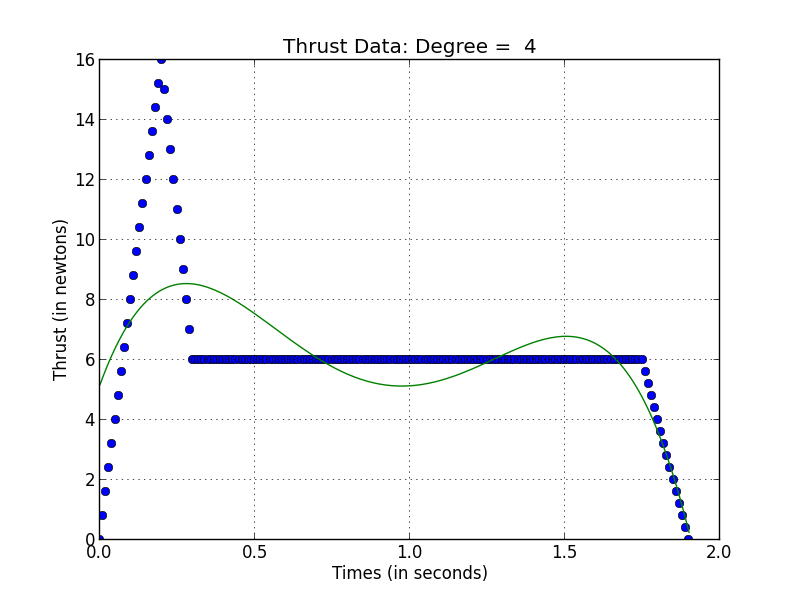 Thrust Data: Degree =  4
16
14
12
10
8
6
4
2
0
Thrust (in newtons)
0.0 0.5 1.0 1.5 2.0
Times (in seconds)